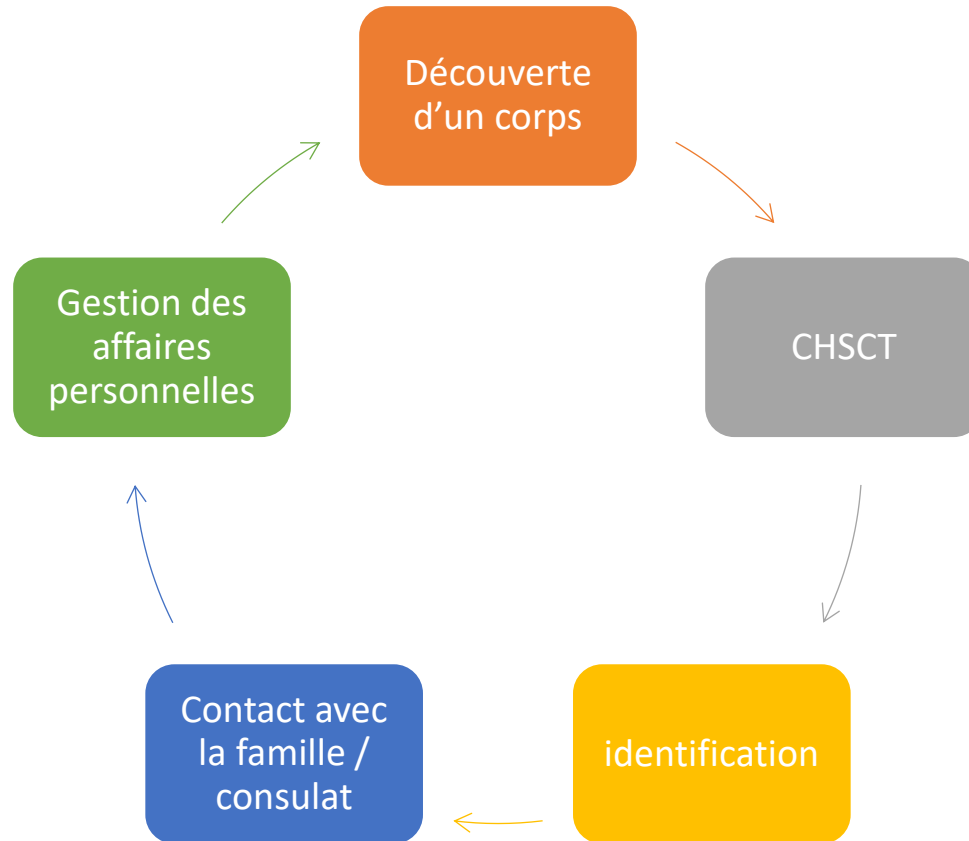 Découverte
d’un corps
CHSCT
identification
Contact avec
la famille /
consulat
Gestion des
affaires
personnelles